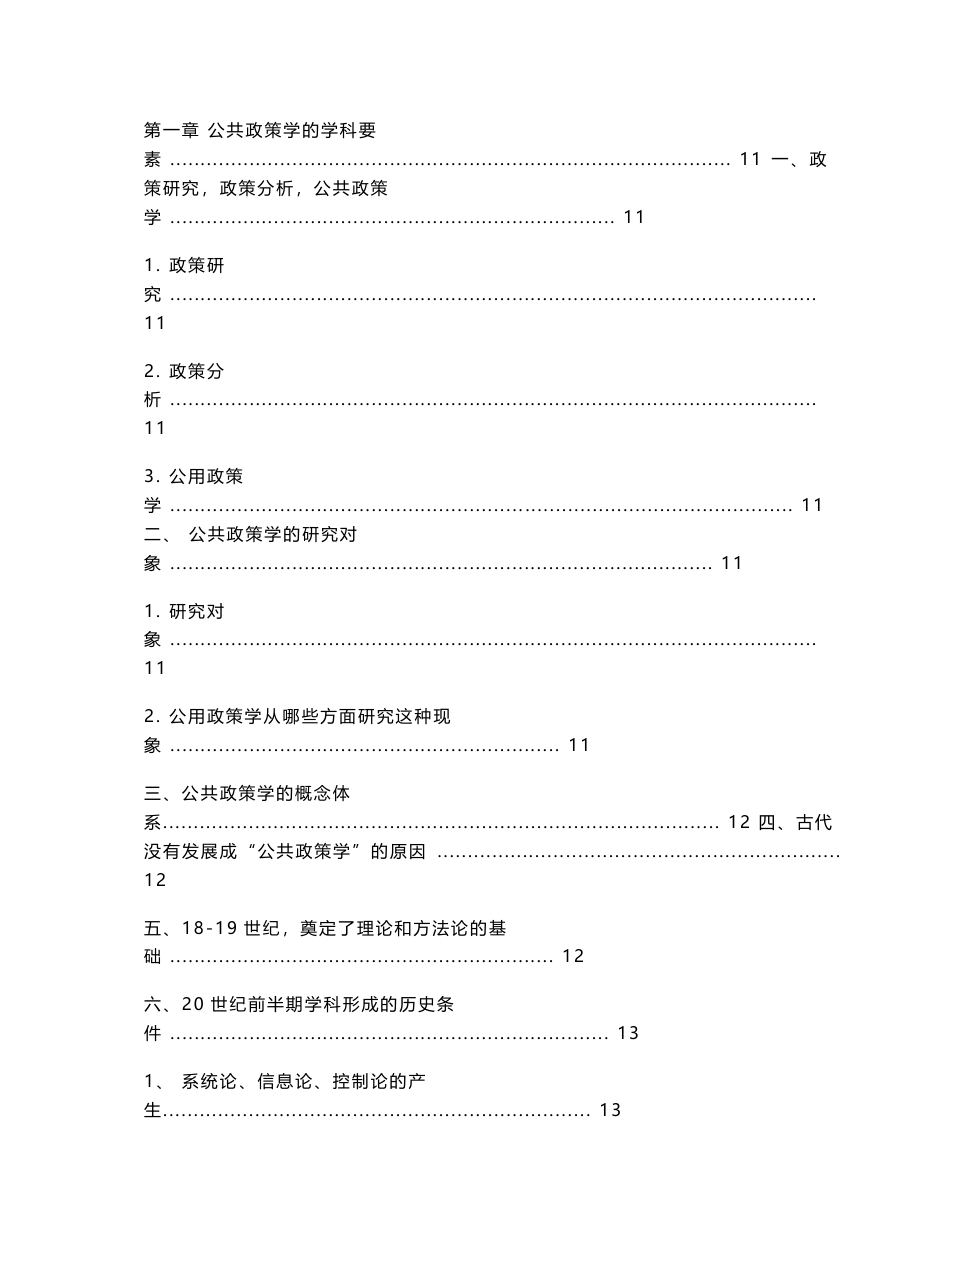 第一章 公共政策学的学科要
素 ................................................................................................ 11 一、政
策研究，政策分析，公共政策
学 ......................................................................... 11
1. 政策研
究 ..........................................................................................................
11
2. 政策分
析 ..........................................................................................................
11
3. 公用政策
学 ...................................................................................................... 11
二、 公共政策学的研究对
象 ......................................................................................... 11
1. 研究对
象 ..........................................................................................................
11
2. 公用政策学从哪些方面研究这种现
象 ................................................................ 11
三、公共政策学的概念体
系........................................................................................... 12 四、古代
没有发展成“公共政策学”的原因 ..................................................................
12
五、18-19 世纪，奠定了理论和方法论的基
础 ............................................................... 12
六、20 世纪前半期学科形成的历史条
件 ........................................................................ 13
1、 系统论、信息论、控制论的产
生...................................................................... 13